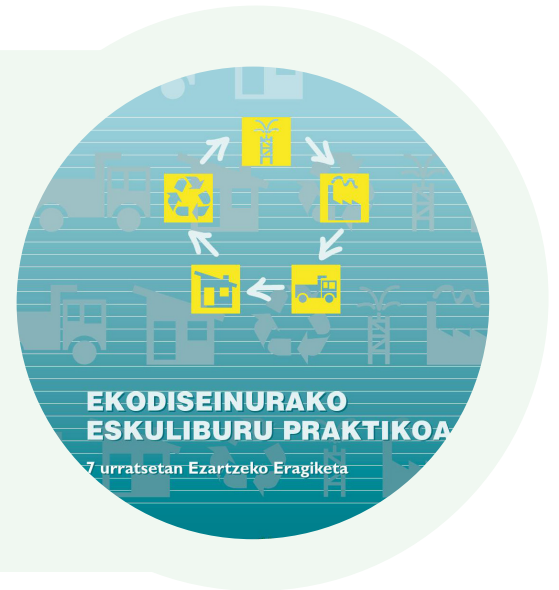 EKODISEINURAKO
ESKULIBURU PRAKTIKOA
7 urratsetan Ezartzeko Eragiketa